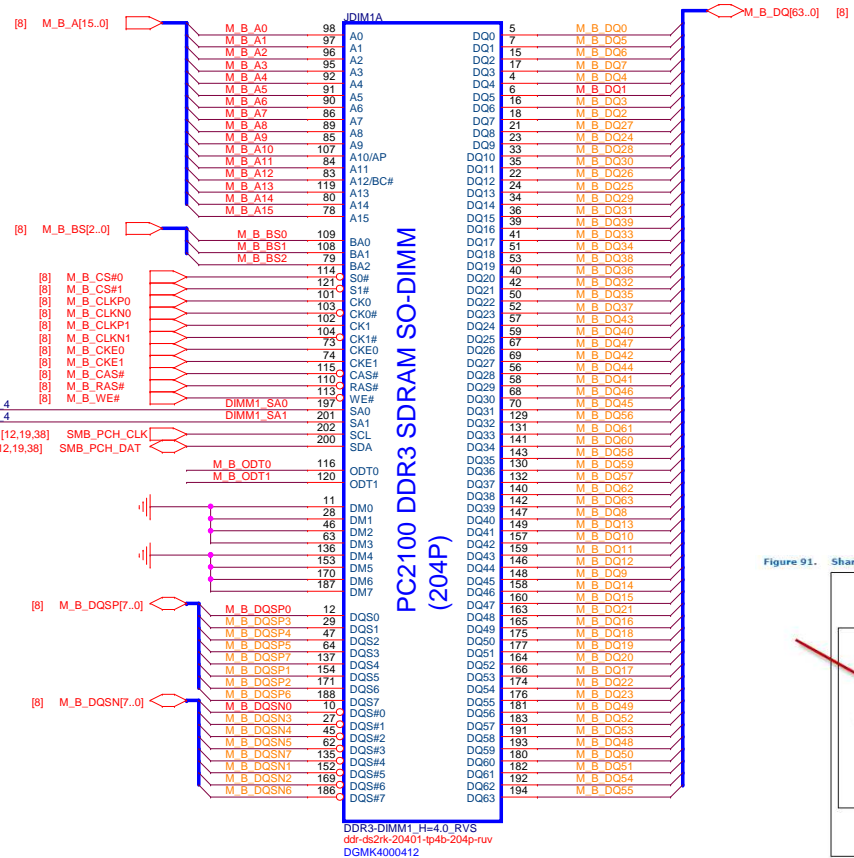 [8] M_B_A[15..0]
M_B_A0 98 A0
M_B_A1 97 A1
M_B_A2 96 A2
M_B_A3 95 A3
M_B_A4 92 A4
M_B_A5 91 A5
M_B_A6 90 A6
M_B_A7 86 A7
M_B_A8 89 A8
M_B_A9 85 A9
M_B_A10 107 A10/AP
M_B_A11 84 A11
M_B_A12 83 A12/BC#
M_B_A13 119 A13
M_B_A14 80 A14
M_B_A15 78 A15
[8] M_B_BS[2..0]
M_B_BS0 109 BA0
M_B_BS1 108 BA1
M_B_BS2 79 BA2
[8] M_B_CS#0 114 S0#
[8] M_B_CS#1 121 S1#
[8] M_B_CLKP0 101 CK0
[8] M_B_CLKN0 103 CK0#
[8] M_B_CLKP1 102 CK1
[8] M_B_CLKN1 104 CK1#
[8] M_B_CKE0 73 CKE0
[8] M_B_CKE1 74 CKE1
[8] M_B_CAS# 115 CAS#
[8] M_B_RAS# 110 RAS#
[8] M_B_WE# 113 WE#
_4 DIMM1_SA0 197 SA0
_4 DIMM1_SA1 201 SA1
[12,19,38] SMB_PCH_CLK 202 SCL
12,19,38] SMB_PCH_DAT 200 SDA
M_B_ODT0 116 ODT0
M_B_ODT1 120 ODT1
11 DM0
28 DM1
46 DM2
63 DM3
136 DM4
153 DM5
170 DM6
187 DM7
[8] M_B_DQSP[7..0]
M_B_DQSP0 12 DQS0
M_B_DQSP3 29 DQS1
M_B_DQSP4 47 DQS2
M_B_DQSP5 64 DQS3
M_B_DQSP7 137 DQS4
M_B_DQSP1 154 DQS5
M_B_DQSP2 171 DQS6
M_B_DQSP6 188 DQS7
[8] M_B_DQSN[7..0]
M_B_DQSN0 10 DQS#0
M_B_DQSN3 27 DQS#1
M_B_DQSN4 45 DQS#2
M_B_DQSN5 62 DQS#3
M_B_DQSN7 135 DQS#4
M_B_DQSN1 152 DQS#5
M_B_DQSN2 169 DQS#6
M_B_DQSN6 186 DQS#7
JDIM1A
PC2100 DDR3 SDRAM SO-DIMM
(204P)
M_B_DQ[63..0] [8]
DQ0 5 M_B_DQ0
DQ1 7 M_B_DQ5
DQ2 15 M_B_DQ6
DQ3 17 M_B_DQ7
DQ4 4 M_B_DQ4
DQ5 6 M_B_DQ1
DQ6 16 M_B_DQ3
DQ7 18 M_B_DQ2
DQ8 21 M_B_DQ27
DQ9 23 M_B_DQ24
DQ10 33 M_B_DQ28
DQ11 35 M_B_DQ30
DQ12 22 M_B_DQ26
DQ13 24 M_B_DQ25
DQ14 34 M_B_DQ29
DQ15 36 M_B_DQ31
DQ16 39 M_B_DQ39
DQ17 41 M_B_DQ33
DQ18 51 M_B_DQ34
DQ19 53 M_B_DQ38
DQ20 40 M_B_DQ36
DQ21 42 M_B_DQ32
DQ22 50 M_B_DQ35
DQ23 52 M_B_DQ37
DQ24 57 M_B_DQ43
DQ25 59 M_B_DQ40
DQ26 67 M_B_DQ47
DQ27 69 M_B_DQ42
DQ28 56 M_B_DQ44
DQ29 58 M_B_DQ41
DQ30 68 M_B_DQ46
DQ31 70 M_B_DQ45
DQ32 129 M_B_DQ56
DQ33 131 M_B_DQ61
DQ34 141 M_B_DQ60
DQ35 143 M_B_DQ58
DQ36 130 M_B_DQ59
DQ37 132 M_B_DQ57
DQ38 140 M_B_DQ62
DQ39 142 M_B_DQ63
DQ40 147 M_B_DQ8
DQ41 149 M_B_DQ13
DQ42 157 M_B_DQ10
DQ43 159 M_B_DQ11
DQ44 146 M_B_DQ12
DQ45 148 M_B_DQ9
DQ46 158 M_B_DQ14
DQ47 160 M_B_DQ15
DQ48 163 M_B_DQ21
DQ49 165 M_B_DQ16
DQ50 175 M_B_DQ18
DQ51 177 M_B_DQ19
DQ52 164 M_B_DQ20
DQ53 166 M_B_DQ17
DQ54 174 M_B_DQ22
DQ55 176 M_B_DQ23
DQ56 181 M_B_DQ49
DQ57 183 M_B_DQ52
DQ58 191 M_B_DQ53
DQ59 193 M_B_DQ48
DQ60 180 M_B_DQ50
DQ61 182 M_B_DQ51
DQ62 192 M_B_DQ54
DQ63 194 M_B_DQ55
Figure 91. Shar
DDR3-DIMM1_H=4.0_RVS
ddr-ds2rk-20401-tp4b-204p-ruv
DGMK4000412